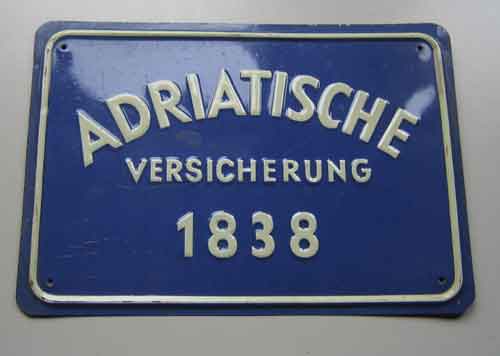 ADRIATISCHE
VERSICHERUNG
1838